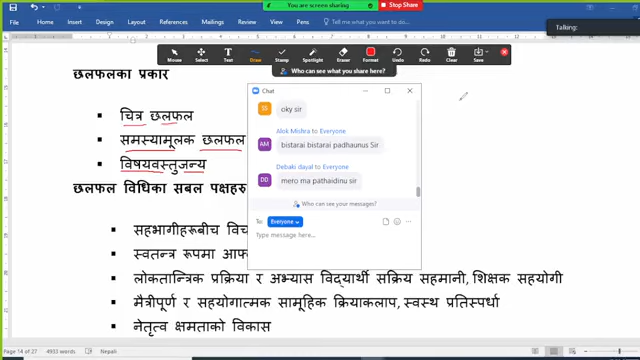 You are screen sharing Stop Share
File Home Insert Design Layout References Mailings Review View Help Tell me what you want to do
Talking:
Mouse Select Text Draw Stamp Spotlight Eraser Format Undo Redo Clear Save
Who can see what you share here?
छलफलका प्रकार
▪ चित्र छलफल
▪ समस्यामूलक छलफल
▪ विषयवस्तुजन्य
छलफल विधिका सबल पक्षहरु
▪ सहभागीहरूबीच
▪ स्वतन्त्र रूपमा
▪ लोकतान्त्रिक प्रक्रिया र अभ्यास विद्यार्थी सक्रिय सहभागी, शिक्षक सहयोगी
▪ मैत्रीपूर्ण र सहयोगात्मक सामूहिक क्रियाकलाप, स्वस्थ प्रतिस्पर्धा
▪ नेतृत्व क्षमताको विकास
Chat
SS oky sir
Alok Mishra to Everyone
AM bistarai bistarai padhaunus Sir
Debaki dayal to Everyone
DD mero ma pathaidinu sir
Who can see your messages?
To: Everyone
Type message here...
Page 14 of 27 4933 words Nepali